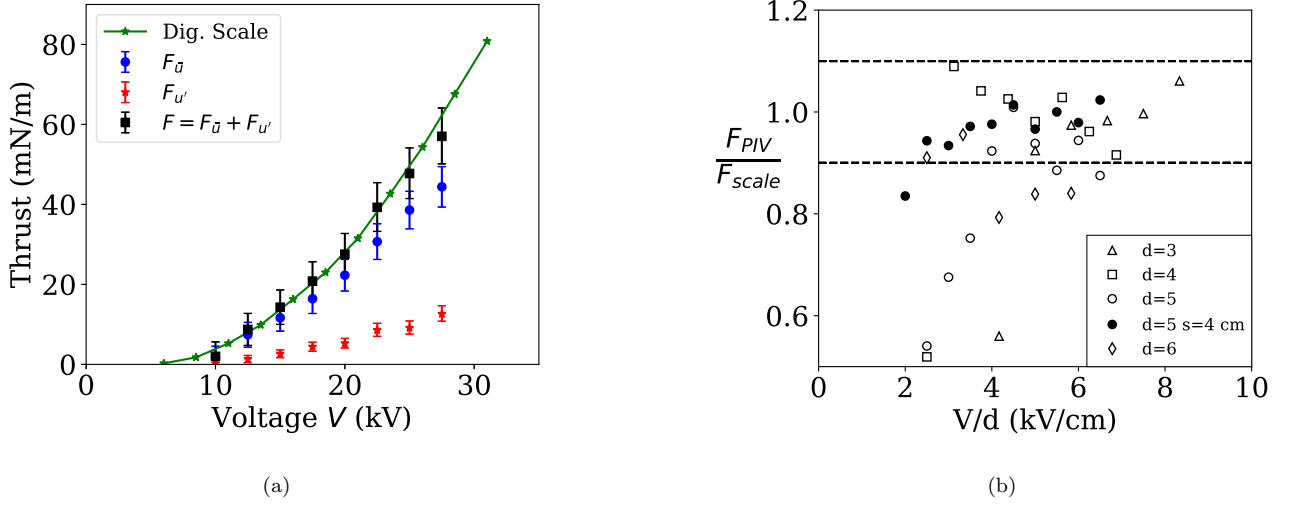 Dig. Scale
F_ū
F_u′
F = F_ū + F_u′
80
60
40
20
0
Thrust (mN/m)
0 10 20 30
Voltage V (kV)
(a)
1.2
1.0
0.8
0.6
F_PIV
F_scale
d=3
d=4
d=5
d=5 s=4 cm
d=6
0 2 4 6 8 10
V/d (kV/cm)
(b)